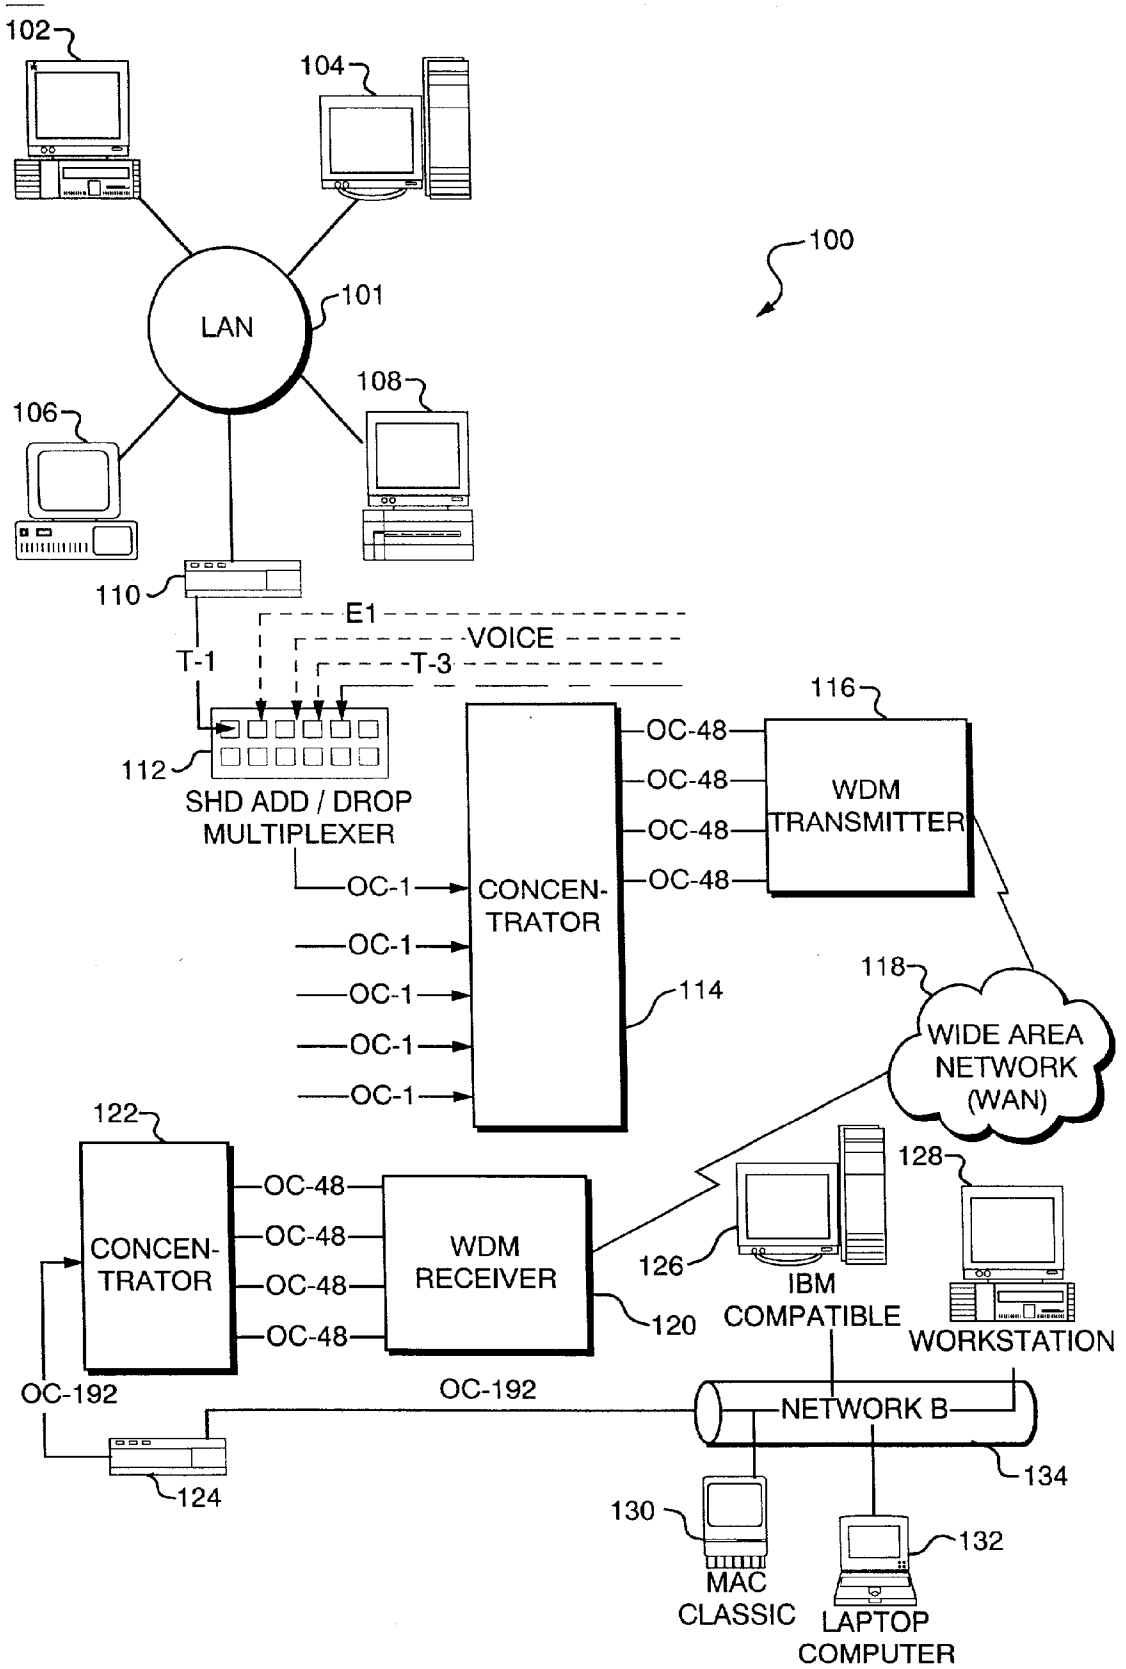 102
104
100
101
LAN
108
106
110
E1
VOICE
T-1
T-3
116
OC-48
112
OC-48
WDM
TRANSMITTER
SHD ADD / DROP
MULTIPLEXER
OC-48
OC-1
CONCEN-
TRATOR
OC-48
OC-1
118
OC-1
114
WIDE AREA
NETWORK
(WAN)
OC-1
OC-1
122
128
OC-48
OC-48
CONCEN-
TRATOR
WDM
RECEIVER
126
OC-48
IBM
COMPATIBLE
120
OC-48
WORKSTATION
OC-192
OC-192
NETWORK B
134
124
130
132
MAC
CLASSIC
LAPTOP
COMPUTER